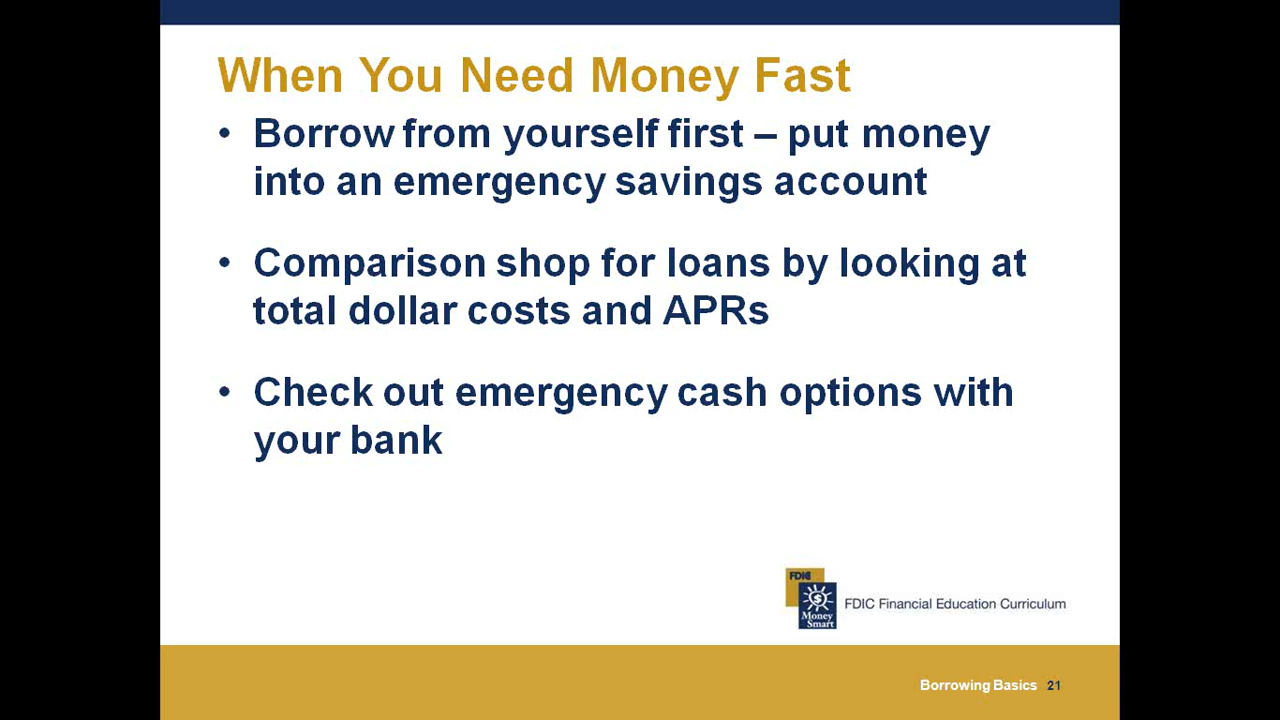 When You Need Money Fast
• Borrow from yourself first – put money
into an emergency savings account
• Comparison shop for loans by looking at
total dollar costs and APRs
• Check out emergency cash options with
your bank
FDIC
$
Money
Smart
FDIC Financial Education Curriculum
Borrowing Basics 21